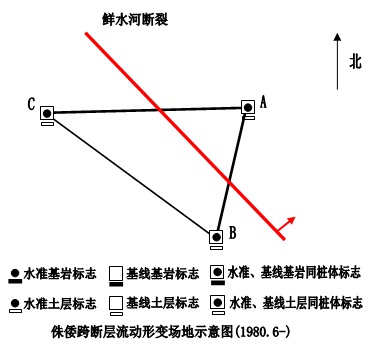 鲜水河断裂
北
C
A
B
水准基岩标志 基线基岩标志 水准、基线基岩同桩体标志
水准土层标志 基线土层标志 水准、基线土层同桩体标志
侏倭跨断层流动形变场地示意图(1980.6-)